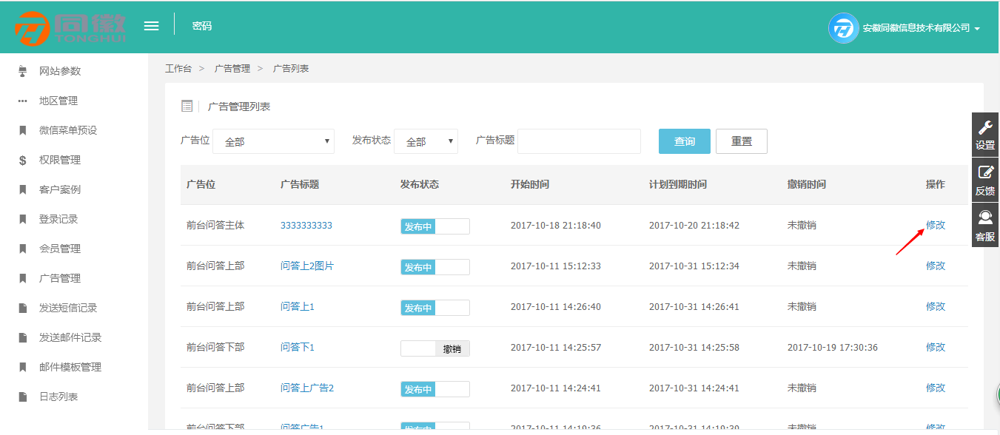 同徽
TONGHUI
密码
安徽同徽信息技术有限公司
网站参数
地区管理
微信菜单预设
权限管理
客户案例
登录记录
会员管理
广告管理
发送短信记录
发送邮件记录
邮件模板管理
日志列表
工作台 > 广告管理 > 广告列表
广告管理列表
广告位 全部 发布状态 全部 广告标题 查询 重置
广告位 广告标题 发布状态 开始时间 计划到期时间 撤销时间 操作
前台问答主体 3333333333 发布中 2017-10-18 21:18:40 2017-10-20 21:18:42 未撤销 修改
前台问答上部 问答上2图片 发布中 2017-10-11 15:12:33 2017-10-31 15:12:34 未撤销 修改
前台问答上部 问答上1 发布中 2017-10-11 14:26:40 2017-10-31 14:26:41 未撤销 修改
前台问答下部 问答下1 撤销 2017-10-11 14:25:57 2017-10-31 14:25:58 2017-10-19 17:30:36 修改
前台问答上部 问答上广告2 发布中 2017-10-11 14:24:41 2017-10-31 14:24:41 未撤销 修改
前台问答下部 问答广告1 发布中 2017-10-11 14:19:36 2017-10-31 14:19:39 未撤销 修改
设置
反馈
客服